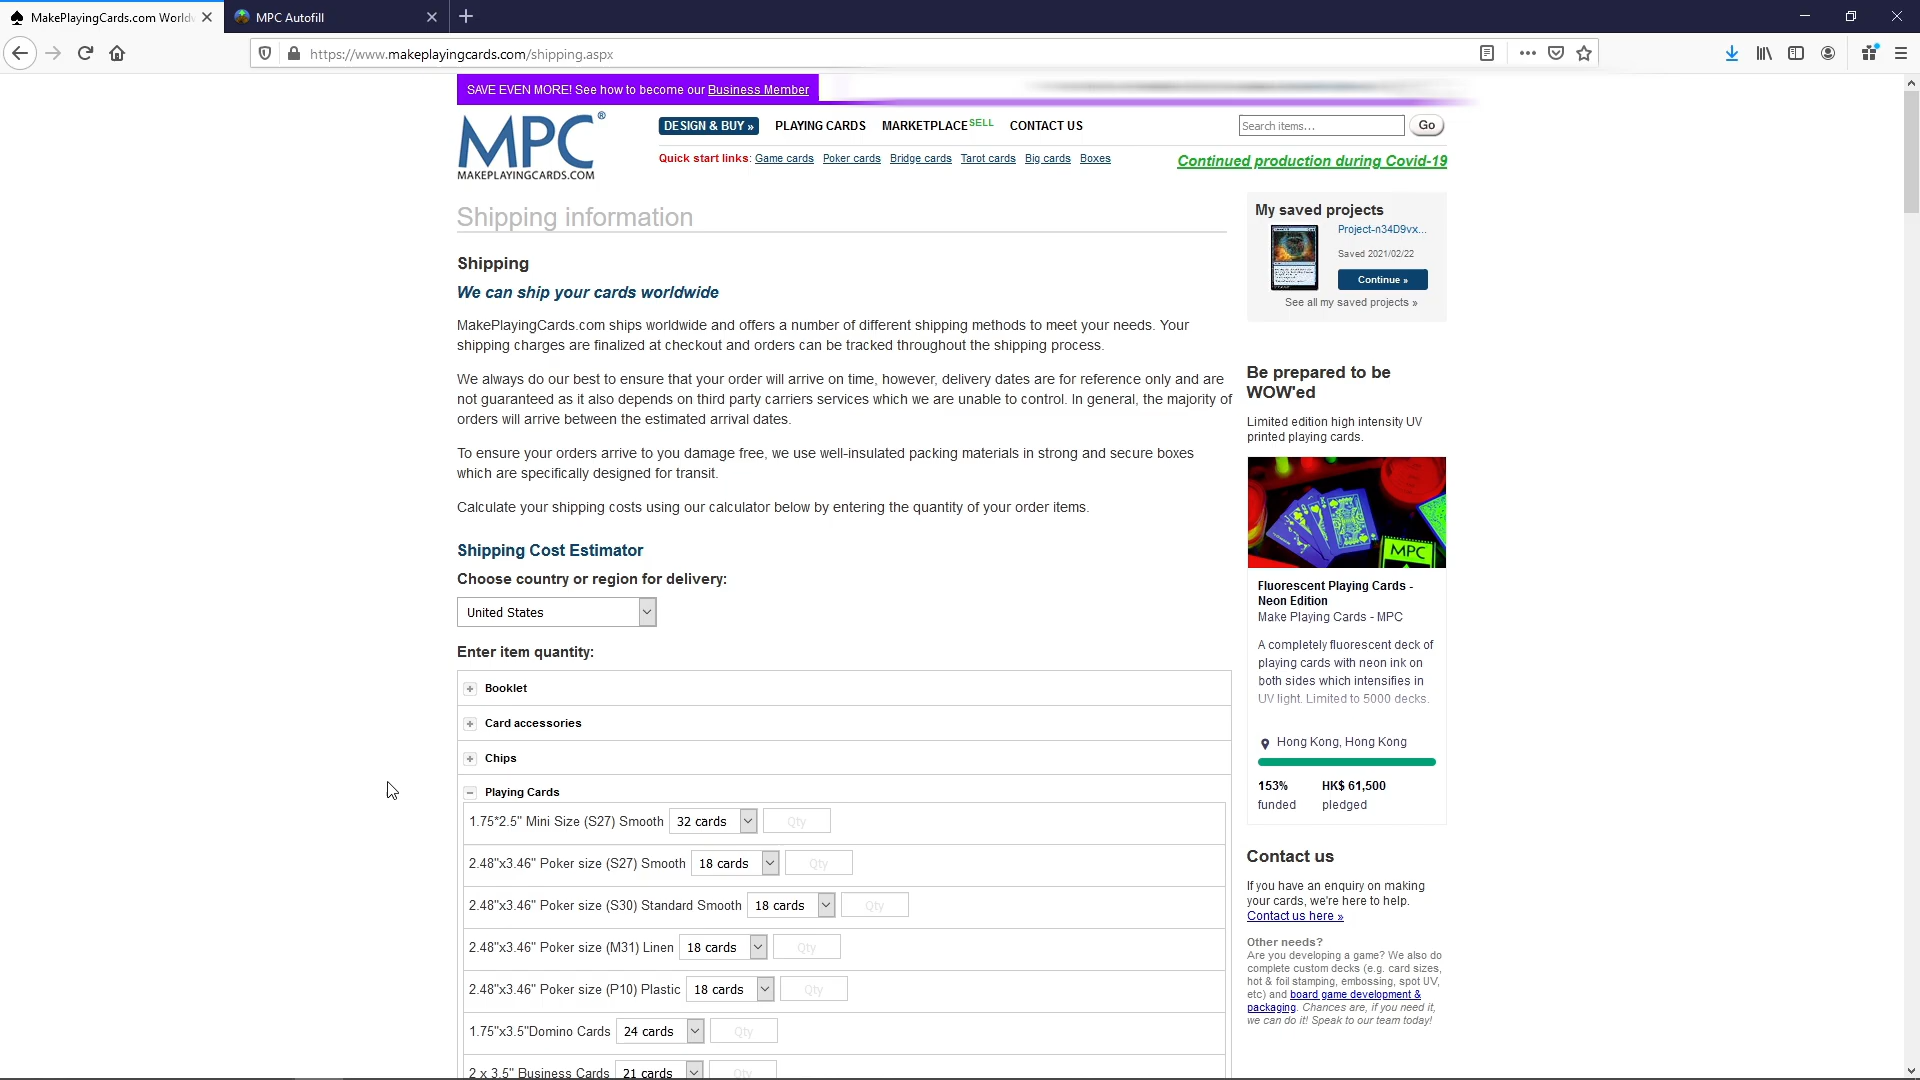 MakePlayingCards.com Worldw
MPC Autofill
https://www.makeplayingcards.com/shipping.aspx
SAVE EVEN MORE! See how to become our Business Member
MPC®
MAKEPLAYINGCARDS.COM
DESIGN & BUY » PLAYING CARDS MARKETPLACE SELL CONTACT US
Search items...
Go
Quick start links: Game cards Poker cards Bridge cards Tarot cards Big cards Boxes
Continued production during Covid-19
Shipping information
Shipping
We can ship your cards worldwide
MakePlayingCards.com ships worldwide and offers a number of different shipping methods to meet your needs. Your
shipping charges are finalized at checkout and orders can be tracked throughout the shipping process.
We always do our best to ensure that your order will arrive on time, however, delivery dates are for reference only and are
not guaranteed as it also depends on third party carriers services which we are unable to control. In general, the majority of
orders will arrive between the estimated arrival dates.
To ensure your orders arrive to you damage free, we use well-insulated packing materials in strong and secure boxes
which are specifically designed for transit.
Calculate your shipping costs using our calculator below by entering the quantity of your order items.
Shipping Cost Estimator
Choose country or region for delivery:
United States
Enter item quantity:
Booklet
Card accessories
Chips
Playing Cards
1.75*2.5" Mini Size (S27) Smooth 32 cards Qty
2.48"x3.46" Poker size (S27) Smooth 18 cards Qty
2.48"x3.46" Poker size (S30) Standard Smooth 18 cards Qty
2.48"x3.46" Poker size (M31) Linen 18 cards Qty
2.48"x3.46" Poker size (P10) Plastic 18 cards Qty
1.75"x3.5"Domino Cards 24 cards Qty
2 x 3.5" Business Cards 21 cards Qty
My saved projects
Project-n34D9vx...
Saved 2021/02/22
Continue »
See all my saved projects »
Be prepared to be
WOW'ed
Limited edition high intensity UV
printed playing cards.
MPC
Fluorescent Playing Cards -
Neon Edition
Make Playing Cards - MPC
A completely fluorescent deck of
playing cards with neon ink on
both sides which intensifies in
UV light. Limited to 5000 decks.
Hong Kong, Hong Kong
153% HK$ 61,500
funded pledged
Contact us
If you have an enquiry on making
your cards, we're here to help.
Contact us here »
Other needs?
Are you developing a game? We also do
complete custom decks (e.g. card sizes,
hot & foil stamping, embossing, spot UV,
etc) and board game development &
packaging. Chances are, if you need it,
we can do it! Speak to our team today!